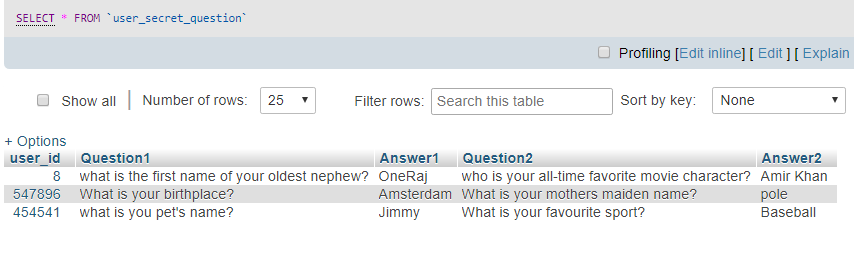 SELECT * FROM `user_secret_question`
Profiling [Edit inline] [ Edit ] [ Explain
Show all | Number of rows: 25 Filter rows: Search this table Sort by key: None
+ Options
user_id Question1 Answer1 Question2 Answer2
8 what is the first name of your oldest nephew? OneRaj who is your all-time favorite movie character? Amir Khan
547896 What is your birthplace? Amsterdam What is your mothers maiden name? pole
454541 what is you pet's name? Jimmy What is your favourite sport? Baseball